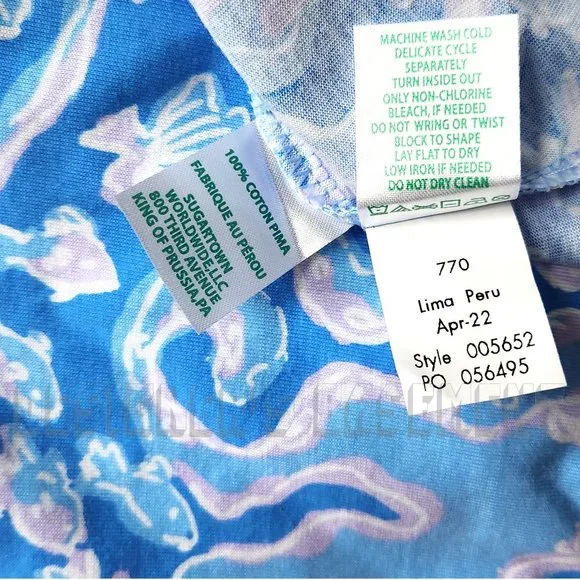 MACHINE WASH COLD
DELICATE CYCLE
SEPARATELY
TURN INSIDE OUT
ONLY NON-CHLORINE
BLEACH, IF NEEDED
DO NOT WRING OR TWIST
BLOCK TO SHAPE
LAY FLAT TO DRY
LOW IRON IF NEEDED
DO NOT DRY CLEAN
100% COTON PIMA
FABRIQUE AU PÉROU
SUGARTOWN
WORLDWIDE,LLC
800 THIRD AVENUE
KING OF PRUSSIA,PA
770
Lima Peru
Apr-22
Style 005652
PO 056495